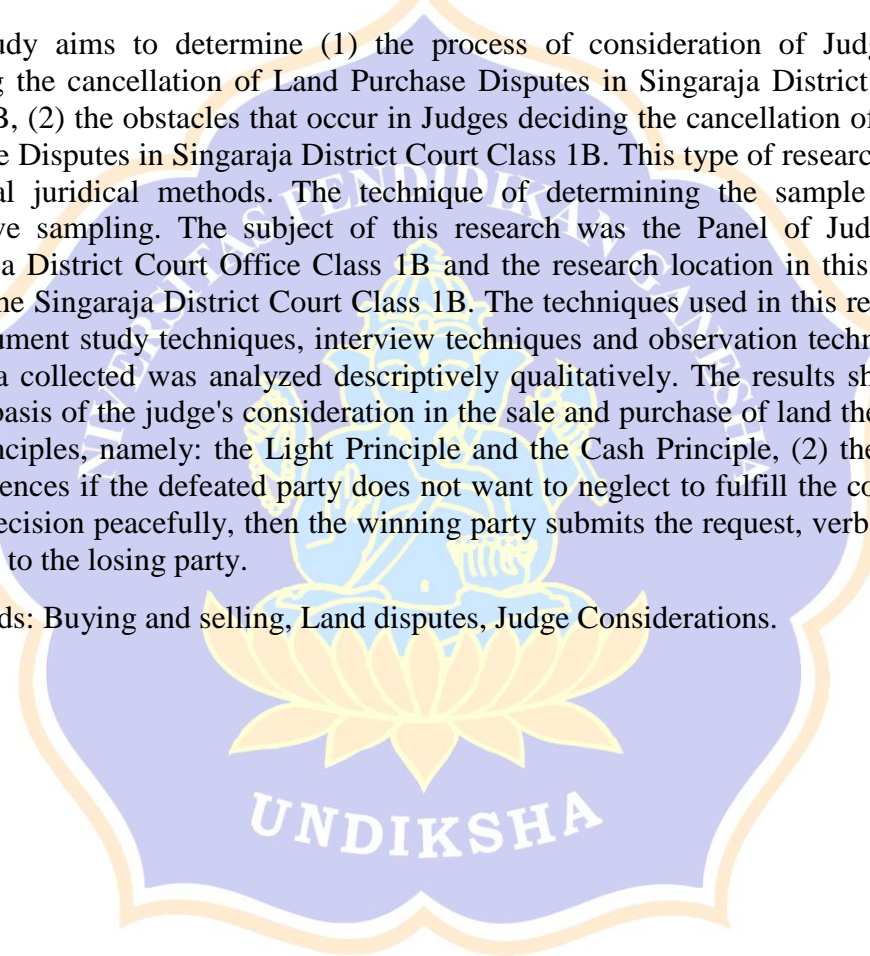 udy aims to determine (1) the process of consideration of Judg
g the cancellation of Land Purchase Disputes in Singaraja District
B, (2) the obstacles that occur in Judges deciding the cancellation of
e Disputes in Singaraja District Court Class 1B. This type of research
al juridical methods. The technique of determining the sample
ve sampling. The subject of this research was the Panel of Jud
a District Court Office Class 1B and the research location in this
he Singaraja District Court Class 1B. The techniques used in this re
ument study techniques, interview techniques and observation techn
a collected was analyzed descriptively qualitatively. The results sh
basis of the judge's consideration in the sale and purchase of land the
nciples, namely: the Light Principle and the Cash Principle, (2) the
ences if the defeated party does not want to neglect to fulfill the co
ecision peacefully, then the winning party submits the request, verb
to the losing party.
ds: Buying and selling, Land disputes, Judge Considerations.
NIVERSITAS PENDIDIKAN GANESHA
UNDIKSHA